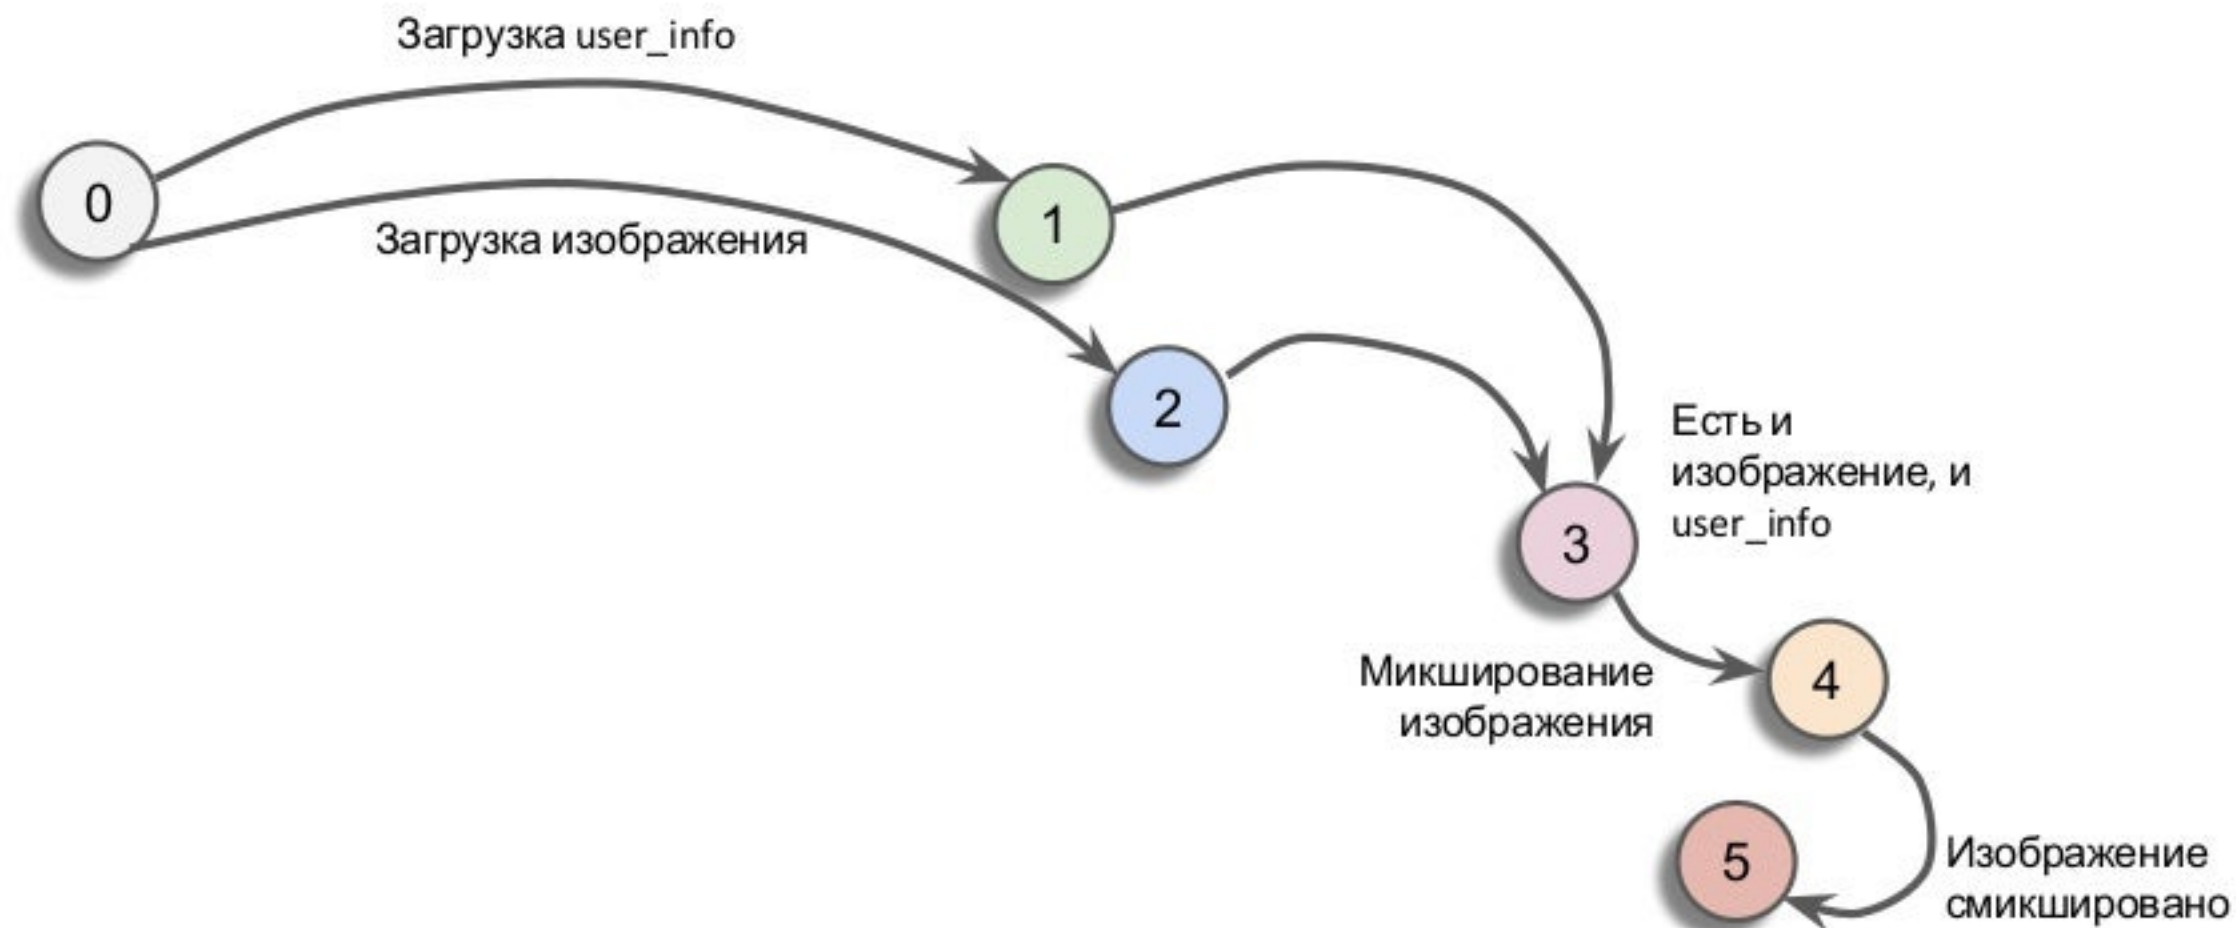 Загрузка user_info
0
Загрузка изображения
1
2
Есть и
изображение, и
user_info
3
Микширование
изображения
4
5
Изображение
смикшировано